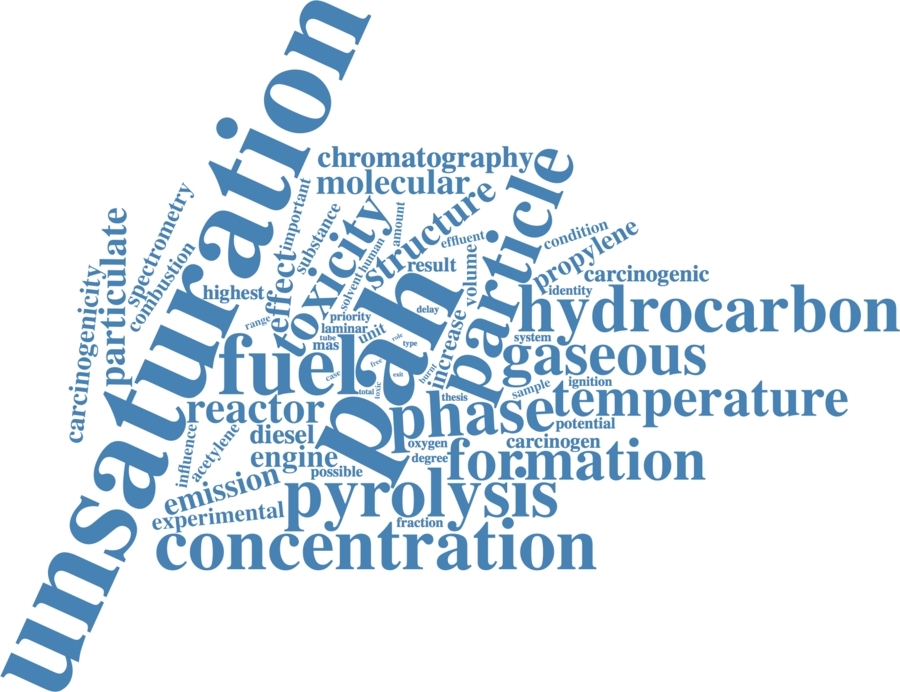 unsaturation
chromatography
molecular
particle
structure
toxicity
important
substance
amount
human
solvent
effluent
condition
propylene
spectrometry
particulate
carcinogenicity
combustion
effect
highest
result
volume
carcinogenic
identity
hydrocarbon
pah
delay
priority
laminar
range
unit
tube
mas
role
type
increase
system
gaseous
fuel
free
case
exit
burnt
total
toxic
thesis
sample
ignition
temperature
reactor
phase
potential
diesel
oxygen
carcinogen
influence
acetylene
engine
degree
formation
possible
emission
pyrolysis
experimental
fraction
concentration